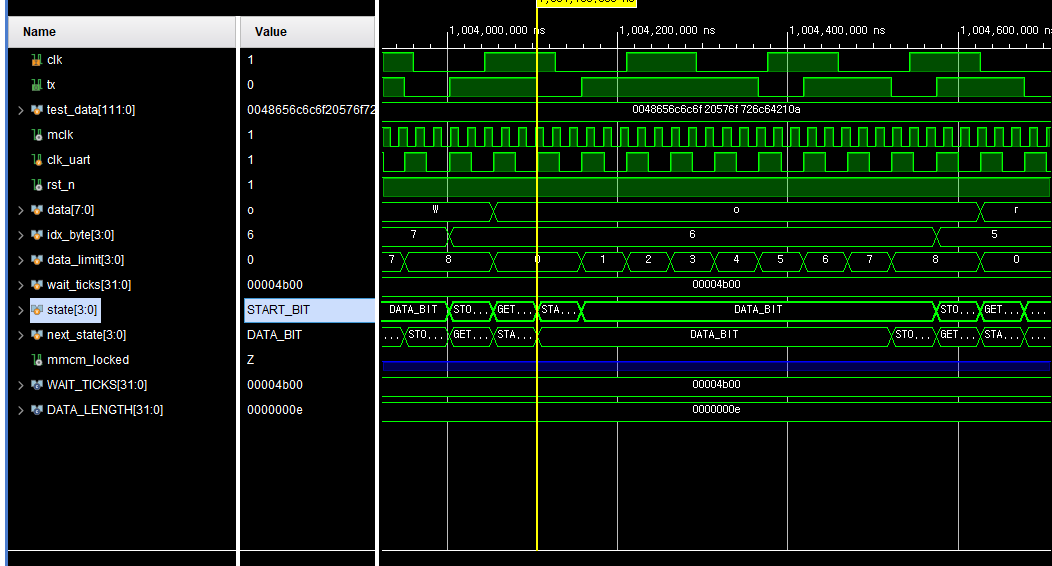 Name Value
1,004,000,000 ns 1,004,200,000 ns 1,004,400,000 ns 1,004,600,000 ns
clk 1
tx 0
test_data[111:0] 0048656c6c6f20576f72 0048656c6c6f20576f726c64210a
mclk 1
clk_uart 1
rst_n 1
data[7:0] o W o r
idx_byte[3:0] 6 7 6 5
data_limit[3:0] 0 7 8 0 1 2 3 4 5 6 7 8 0
wait_ticks[31:0] 00004b00 00004b00
state[3:0] START_BIT DATA_BIT STO... GET... STA... DATA_BIT STO... GET... ...
next_state[3:0] DATA_BIT ... STO... GET... STA... DATA_BIT STO... GET... STA... ...
mmcm_locked Z
WAIT_TICKS[31:0] 00004b00 00004b00
DATA_LENGTH[31:0] 0000000e 0000000e